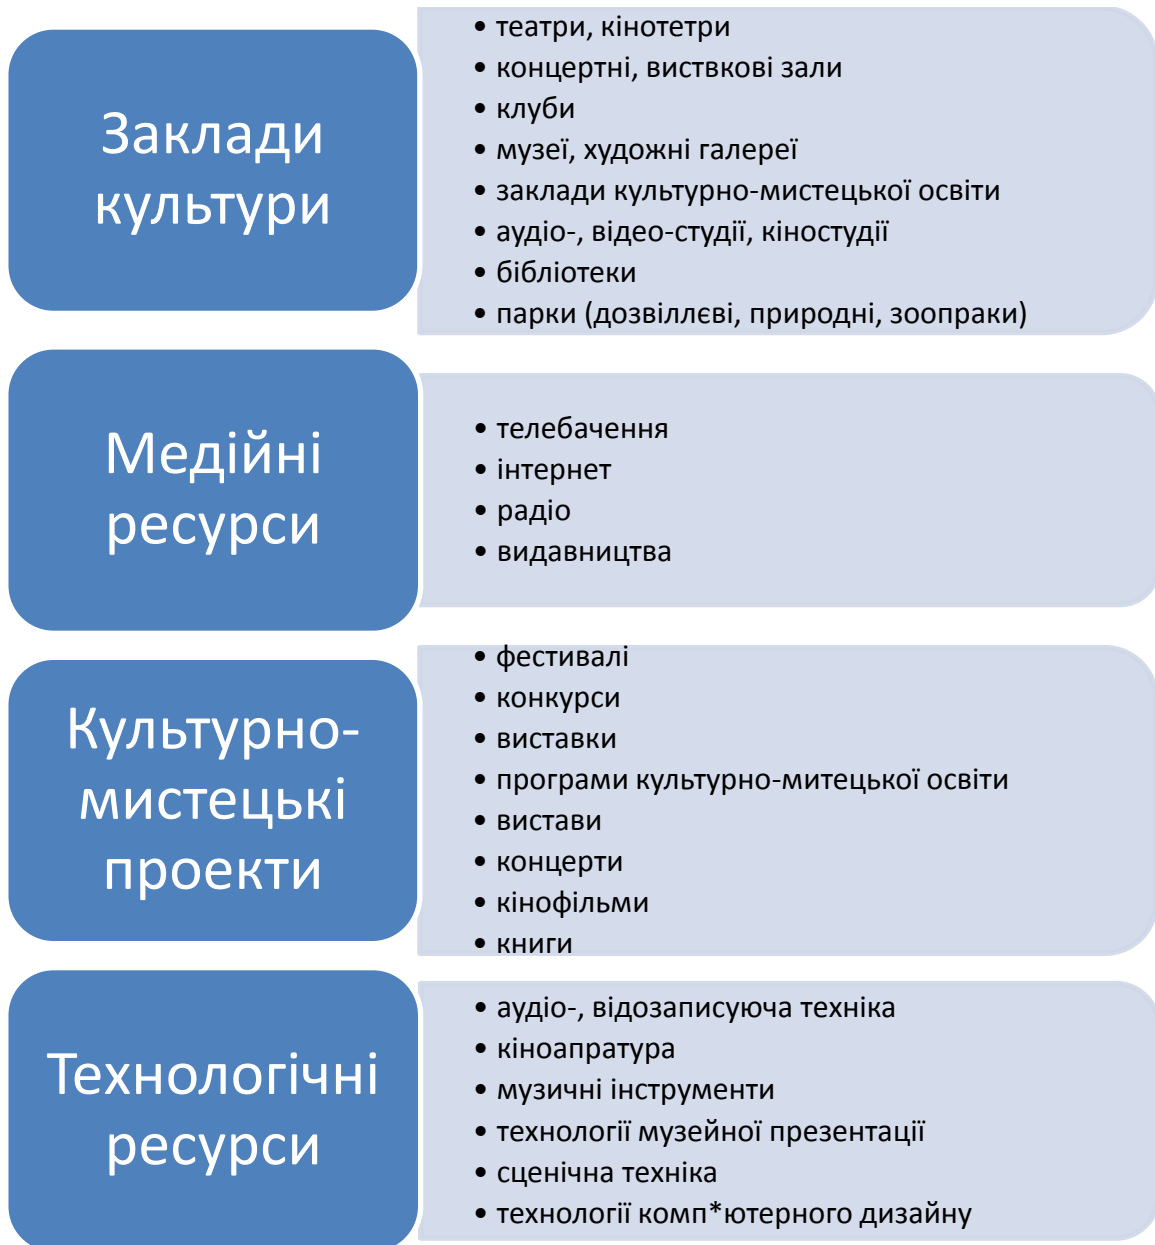 Заклади
культури
• театри, кінотетри
• концертні, виствкові зали
• клуби
• музеї, художні галереї
• заклади культурно-мистецької освіти
• аудіо-, відео-студії, кіностудії
• бібліотеки
• парки (дозвіллєві, природні, зоопраки)
Медійні
ресурси
• телебачення
• інтернет
• радіо
• видавництва
Культурно-
мистецькі
проекти
• фестивалі
• конкурси
• виставки
• програми культурно-митецької освіти
• вистави
• концерти
• кінофільми
• книги
Технологічні
ресурси
• аудіо-, відозаписуюча техніка
• кіноапратура
• музичні інструменти
• технології музейної презентації
• сценічна техніка
• технології комп*ютерного дизайну